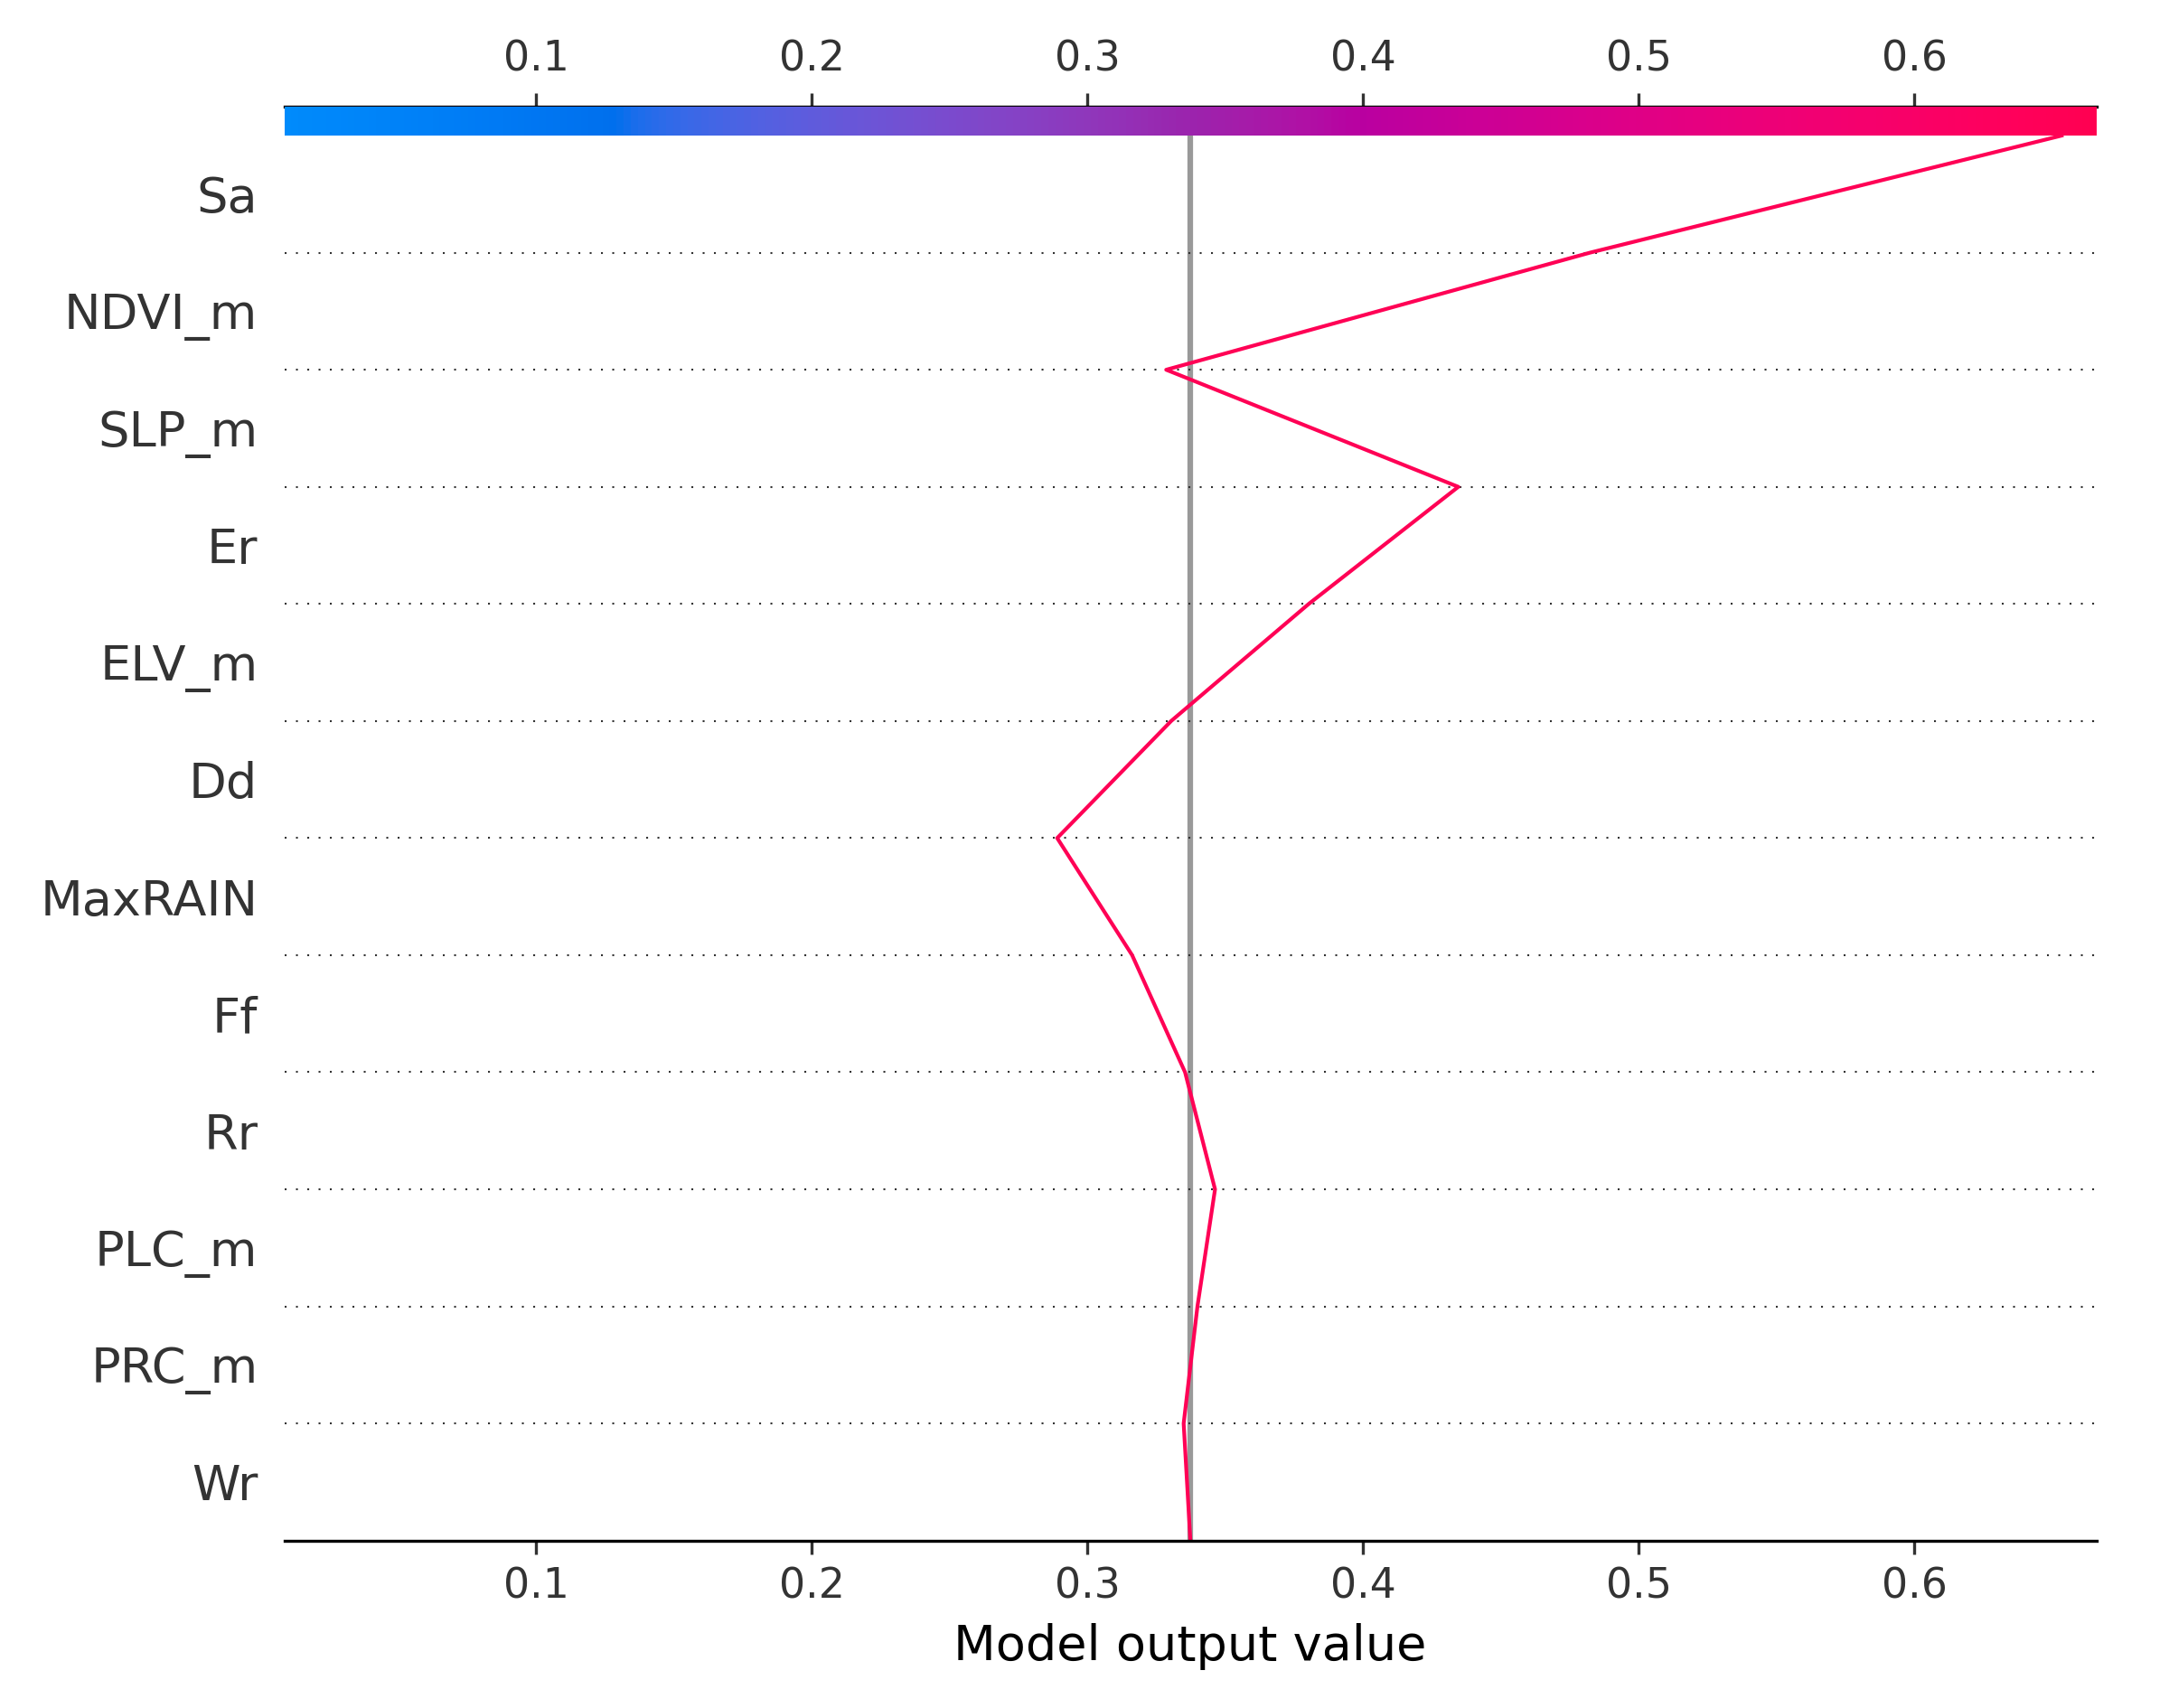 0.1 0.2 0.3 0.4 0.5 0.6
Sa
NDVI_m
SLP_m
Er
ELV_m
Dd
MaxRAIN
Ff
Rr
PLC_m
PRC_m
Wr
0.1 0.2 0.3 0.4 0.5 0.6
Model output value